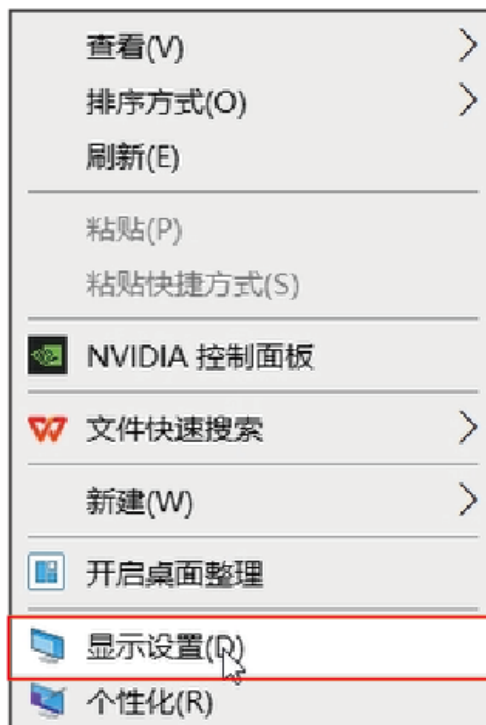 查看(V)
排序方式(O)
刷新(E)
粘贴(P)
粘贴快捷方式(S)
NVIDIA 控制面板
文件快速搜索
新建(W)
开启桌面整理
显示设置(D)
个性化(R)